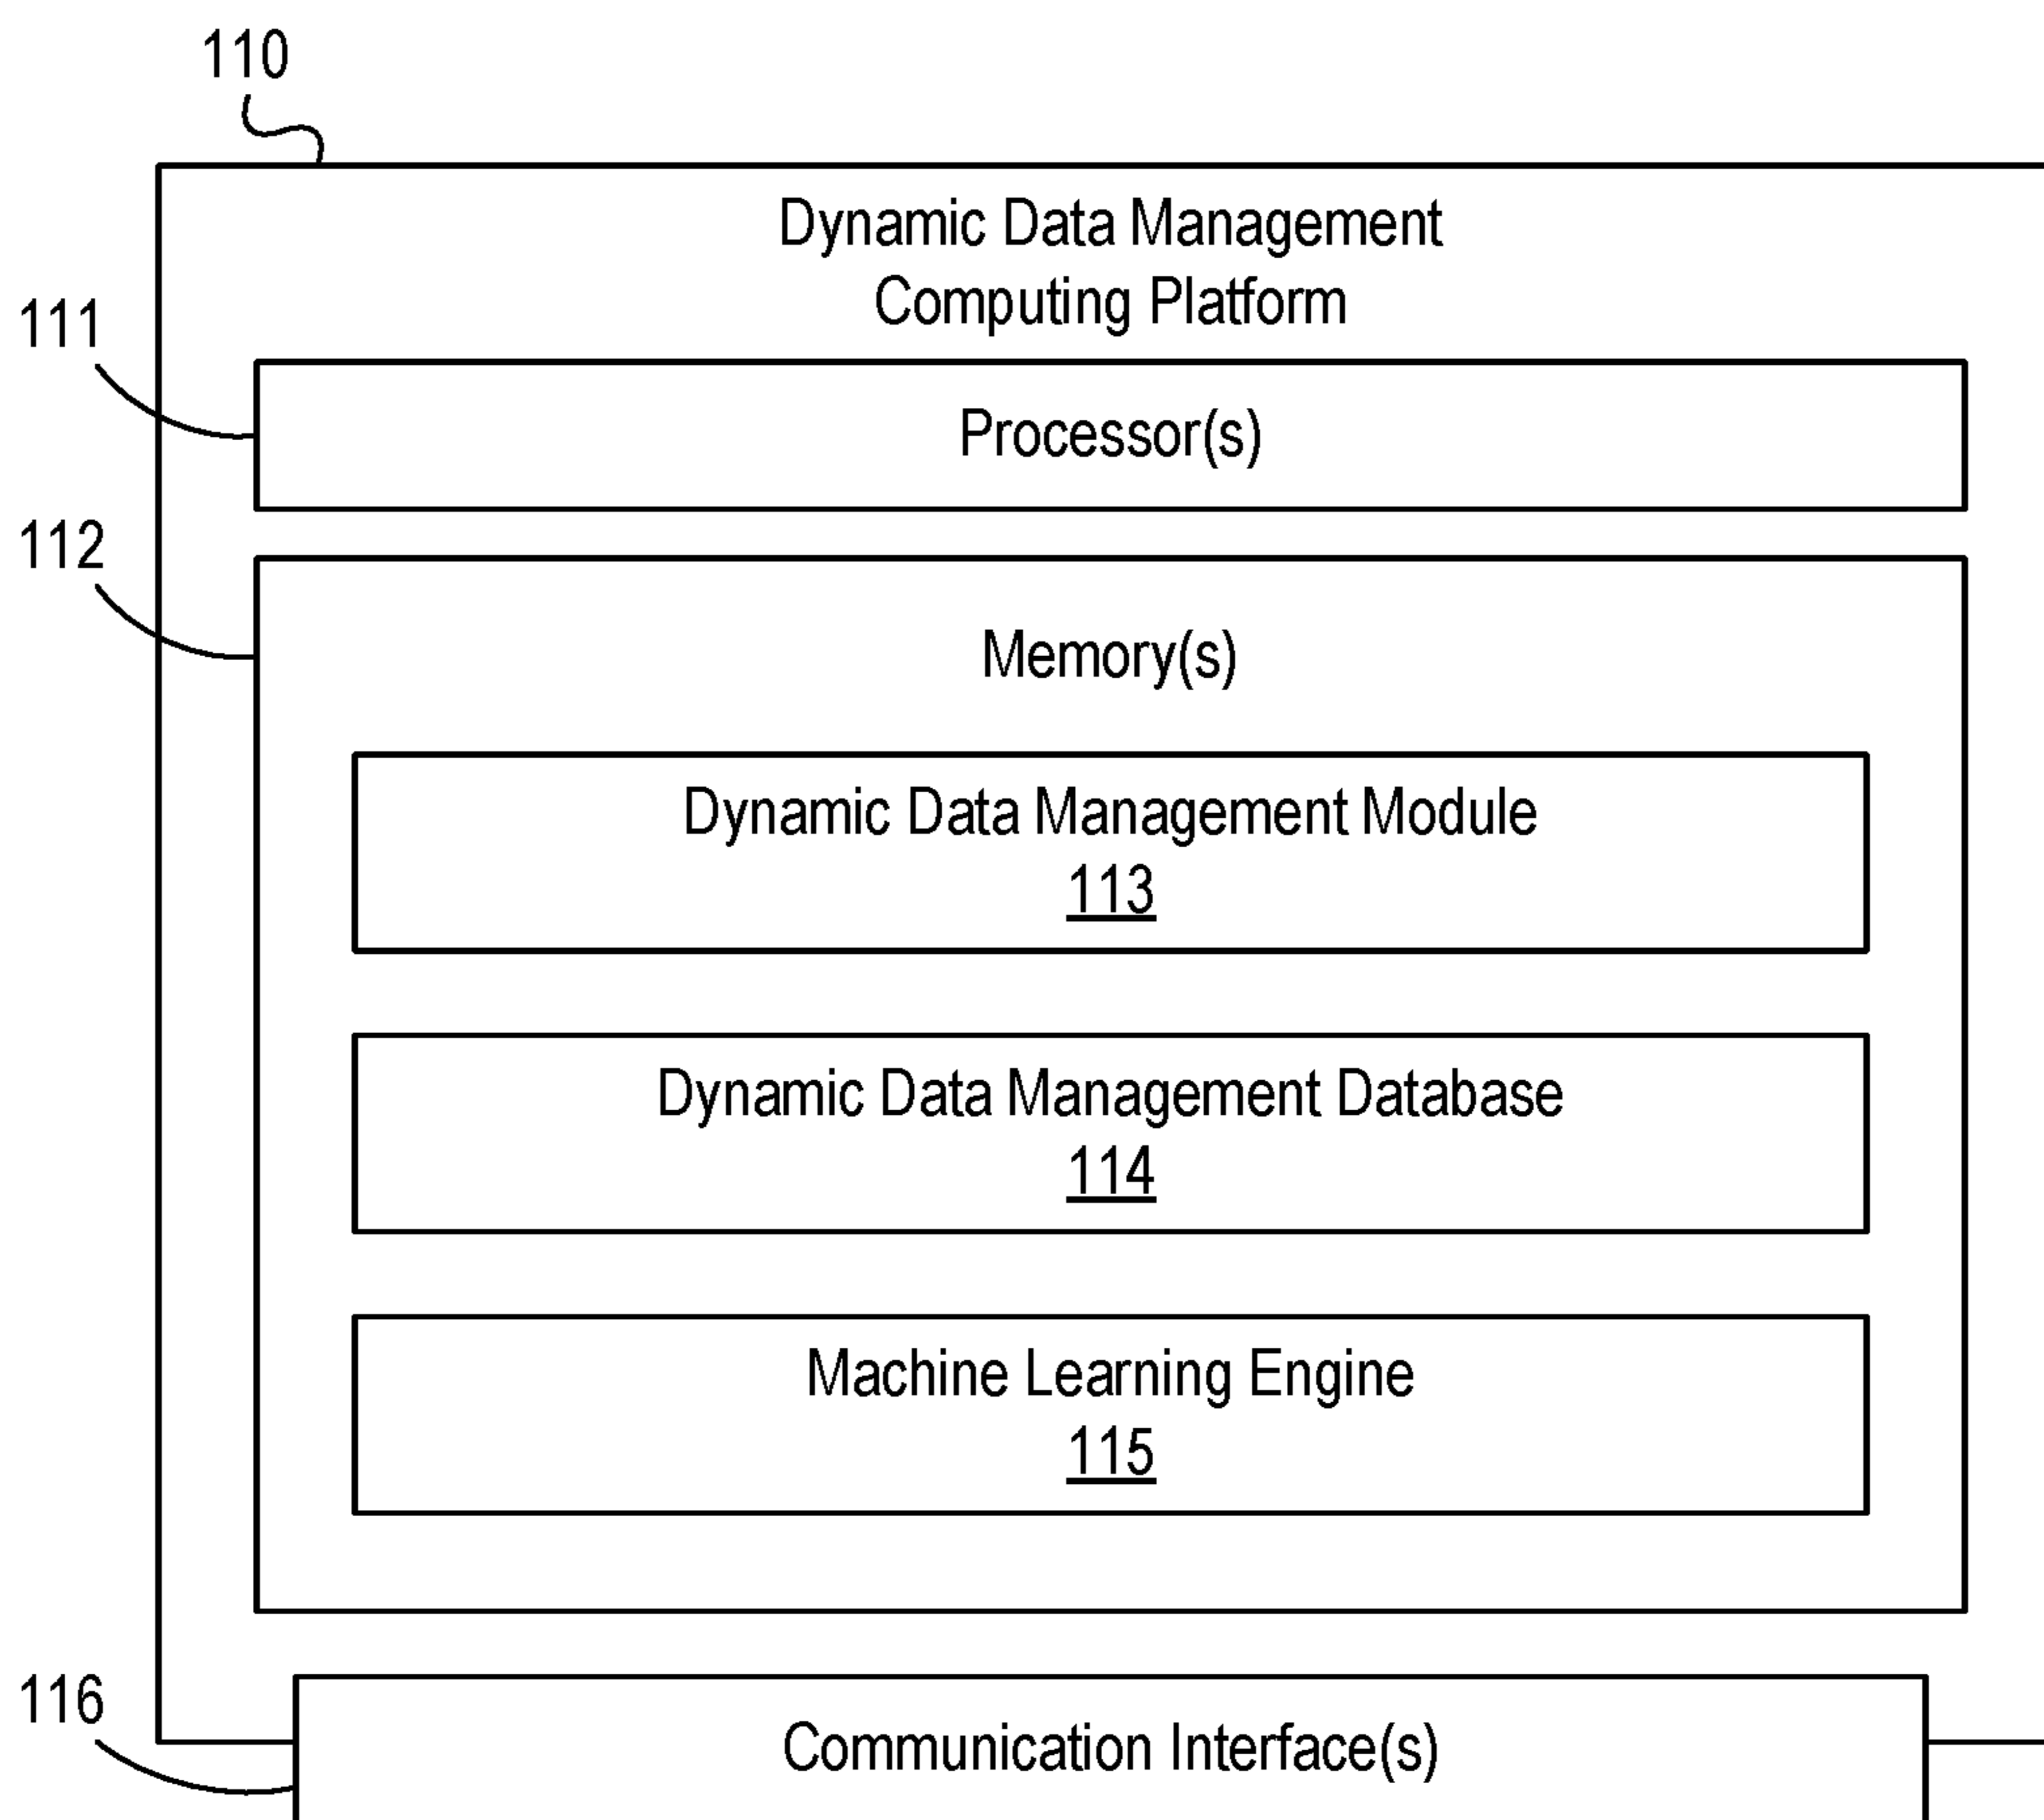 110
Dynamic Data Management
Computing Platform
111
Processor(s)
112
Memory(s)
Dynamic Data Management Module
113
Dynamic Data Management Database
114
Machine Learning Engine
115
116
Communication Interface(s)